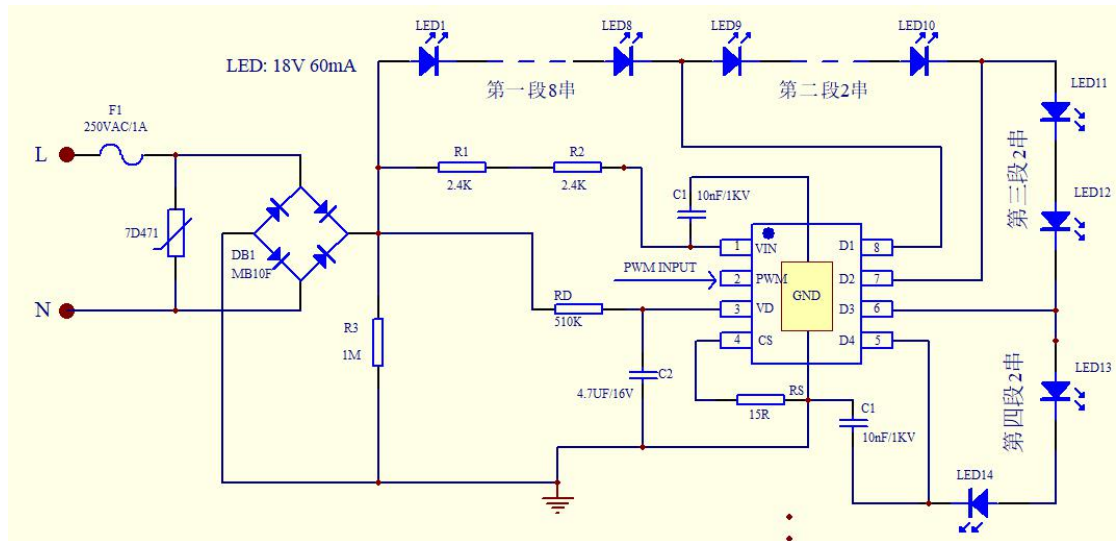 LED1
LED8
LED9
LED10
LED: 18V 60mA
第一段8串
第二段2串
LED11
F1
250VAC/1A
L
R1
R2
2.4K
2.4K
C1
10nF/1KV
第三段2串
LED12
7D471
DB1
MB10F
1
VIN
D1
8
PWM INPUT
2
PWM
GND
D2
7
N
RD
510K
3
VD
D3
6
R3
1M
4
CS
D4
5
C2
4.7UF/16V
RS
15R
C1
10nF/1KV
LED13
第四段2串
LED14